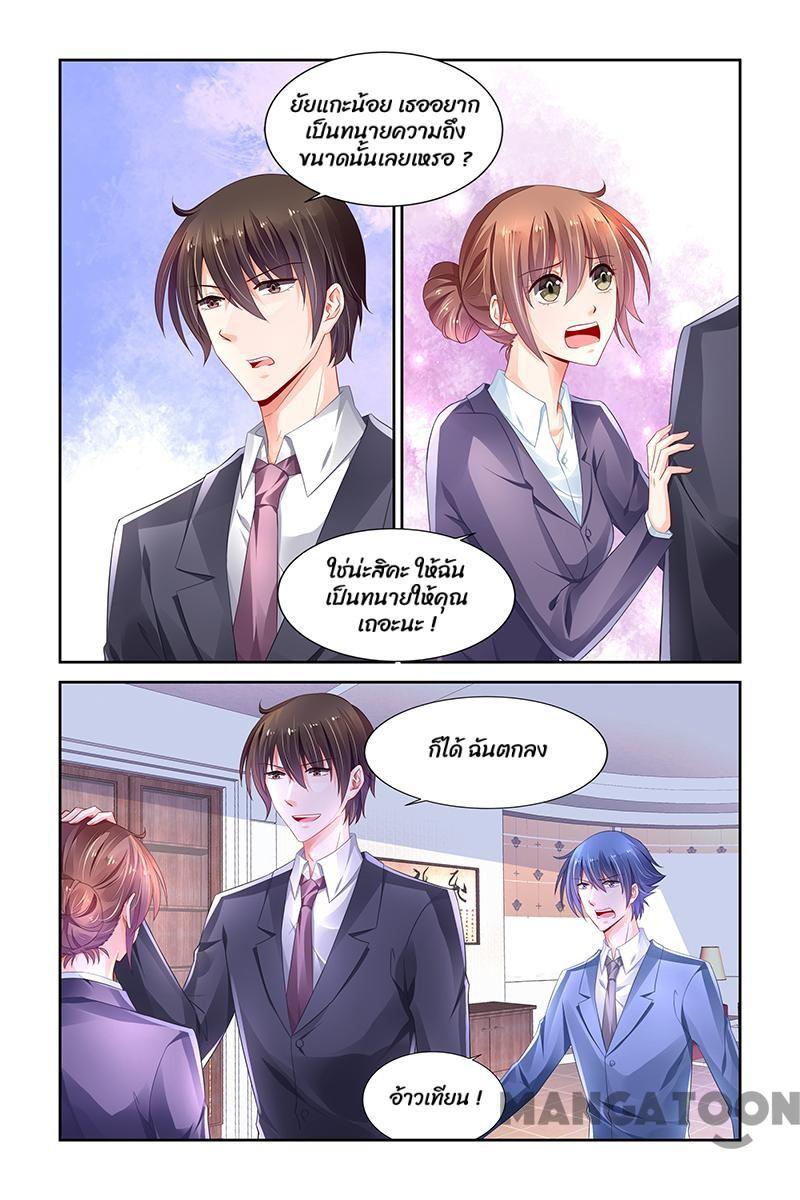 ยัยแกะน้อย เธออยาก
เป็นทนายความถึง
ขนาดนั้นเลยเหรอ ?
ใช่น่ะสิคะ ให้ฉัน
เป็นทนายให้คุณ
เถอะนะ !
ก็ได้ ฉันตกลง
อ้าวเทียน !
MANGATOON